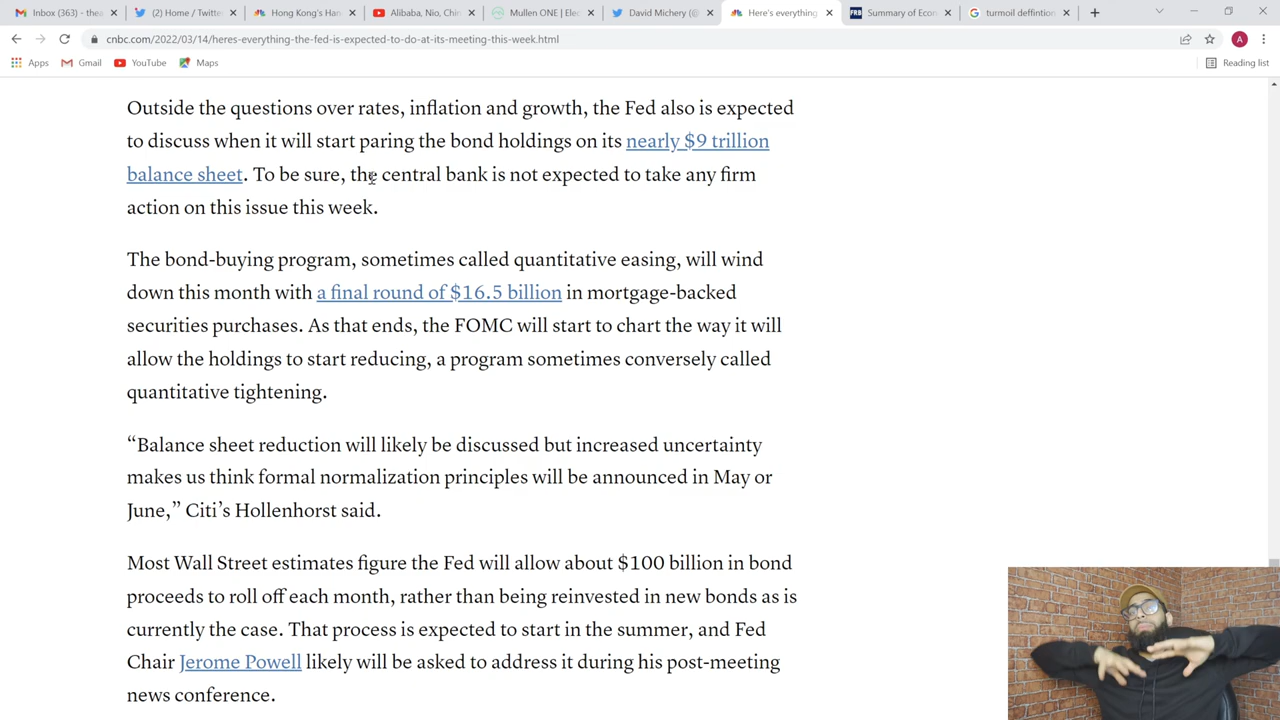 Inbox (363) - thea
(2) Home / Twitte
Hong Kong's Han
Alibaba, Nio, Chin
Mullen ONE | Elec
David Michery (@
Here's everything
FRB
Summary of Econ
turmoil deffintion
cnbc.com/2022/03/14/heres-everything-the-fed-is-expected-to-do-at-its-meeting-this-week.html
A
Apps
Gmail
YouTube
Maps
Reading list
Outside the questions over rates, inflation and growth, the Fed also is expected
to discuss when it will start paring the bond holdings on its nearly $9 trillion
balance sheet. To be sure, the central bank is not expected to take any firm
action on this issue this week.
The bond-buying program, sometimes called quantitative easing, will wind
down this month with a final round of $16.5 billion in mortgage-backed
securities purchases. As that ends, the FOMC will start to chart the way it will
allow the holdings to start reducing, a program sometimes conversely called
quantitative tightening.
“Balance sheet reduction will likely be discussed but increased uncertainty
makes us think formal normalization principles will be announced in May or
June,” Citi’s Hollenhorst said.
Most Wall Street estimates figure the Fed will allow about $100 billion in bond
proceeds to roll off each month, rather than being reinvested in new bonds as is
currently the case. That process is expected to start in the summer, and Fed
Chair Jerome Powell likely will be asked to address it during his post-meeting
news conference.